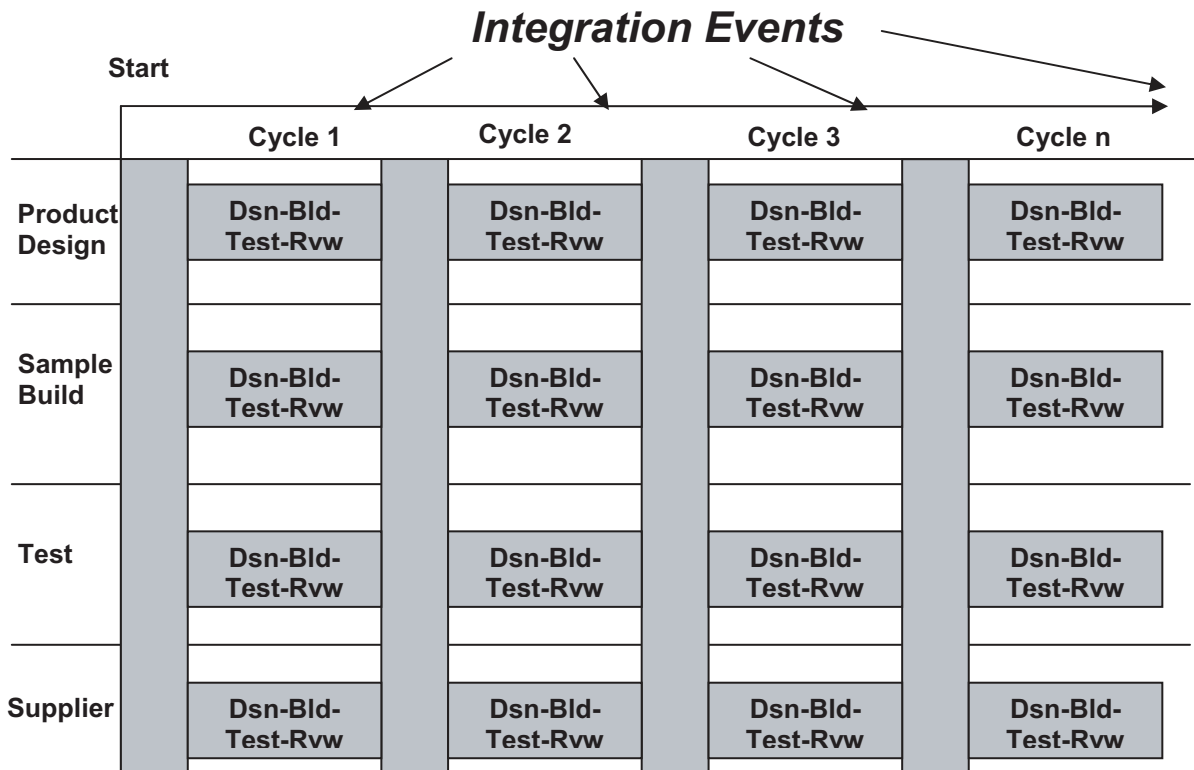 Integration Events
Start
Cycle 1 Cycle 2 Cycle 3 Cycle n
Product
Design
Dsn-Bld- Dsn-Bld- Dsn-Bld- Dsn-Bld-
Test-Rvw Test-Rvw Test-Rvw Test-Rvw
Sample
Build
Dsn-Bld- Dsn-Bld- Dsn-Bld- Dsn-Bld-
Test-Rvw Test-Rvw Test-Rvw Test-Rvw
Test
Dsn-Bld- Dsn-Bld- Dsn-Bld- Dsn-Bld-
Test-Rvw Test-Rvw Test-Rvw Test-Rvw
Supplier
Dsn-Bld- Dsn-Bld- Dsn-Bld- Dsn-Bld-
Test-Rvw Test-Rvw Test-Rvw Test-Rvw